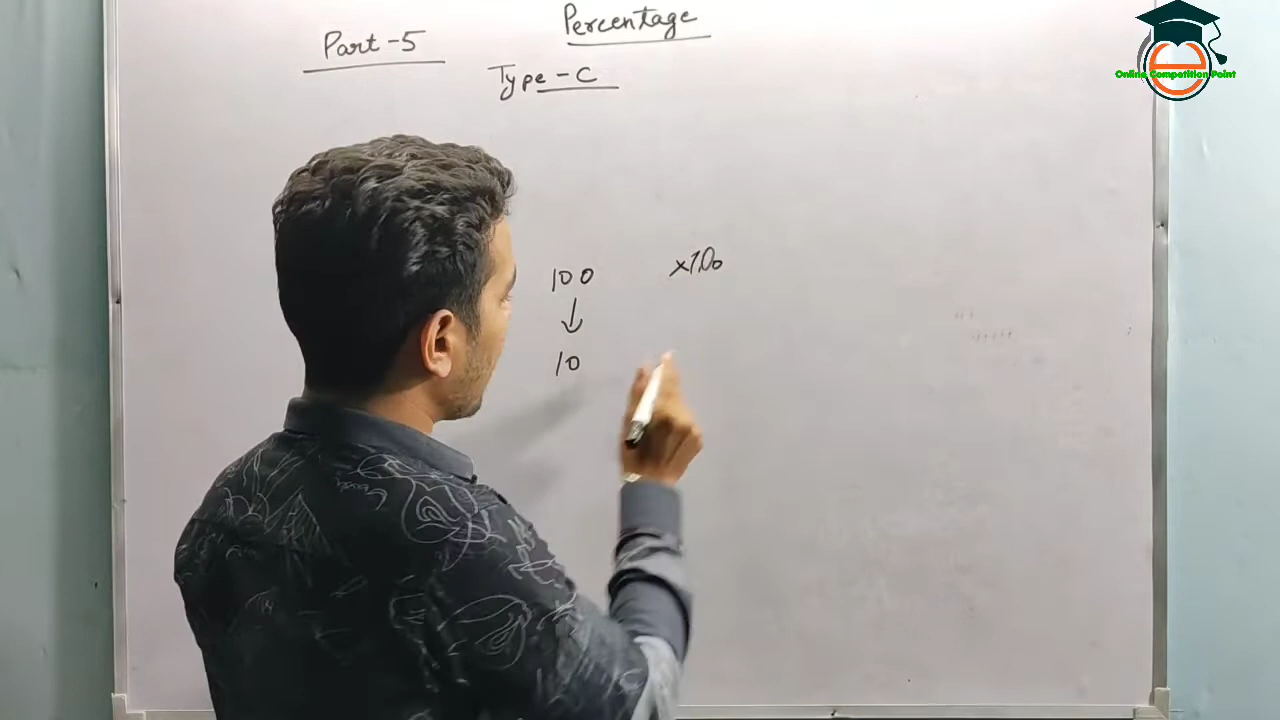 Percentage
Part-5
Type-C
100
×100
↓
10
Online Competition Point